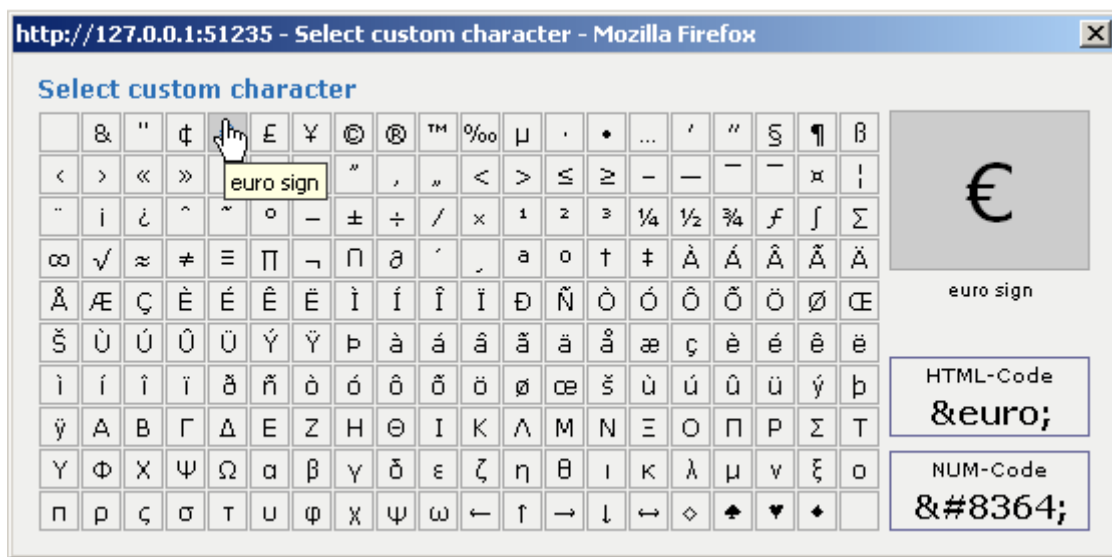 http://127.0.0.1:51235 - Select custom character - Mozilla Firefox
Select custom character
& " ¢ £ ¥ © ® ™ ‰ µ · • … ′ ″ § ¶ ß
‹ › « » „ < > ≤ ≥ – — ¯ ‾ ¤ ¦
euro sign
¨ ¡ ¿ ˆ ˜ ° − ± ÷ ⁄ × ¹ ² ³ ¼ ½ ¾ ƒ ∫ ∑
∞ √ ≈ ≠ ≡ ∏ ¬ ∩ ∂ ´ ¸ ª º † ‡ À Á Â Ã Ä
Å Æ Ç È É Ê Ë Ì Í Î Ï Ð Ñ Ò Ó Ô Õ Ö Ø Œ
Š Ù Ú Û Ü Ý Ÿ Þ à á â ã ä å æ ç è é ê ë
ì í î ï ð ñ ò ó ô õ ö ø œ š ù ú û ü ý þ
ÿ Α Β Γ Δ Ε Ζ Η Θ Ι Κ Λ Μ Ν Ξ Ο Π Ρ Σ Τ
Υ Φ Χ Ψ Ω α β γ δ ε ζ η θ ι κ λ μ ν ξ ο
π ρ ς σ τ υ φ χ ψ ω ← ↑ → ↓ ↔ ◊ ♠ ♥ ♦
€
euro sign
HTML-Code
&euro;
NUM-Code
&#8364;